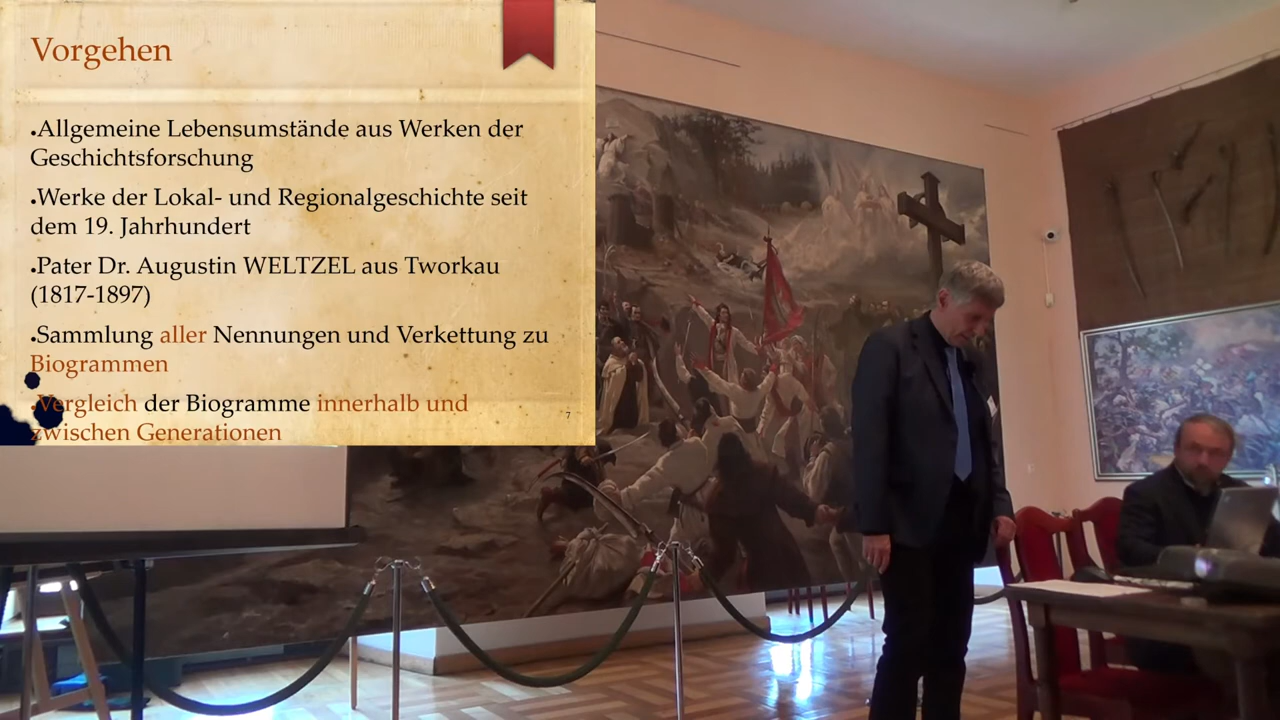 Vorgehen
•Allgemeine Lebensumstände aus Werken der
Geschichtsforschung
•Werke der Lokal- und Regionalgeschichte seit
dem 19. Jahrhundert
•Pater Dr. Augustin WELTZEL aus Tworkau
(1817-1897)
•Sammlung aller Nennungen und Verkettung zu
Biogrammen
•Vergleich der Biogramme innerhalb und
zwischen Generationen
7